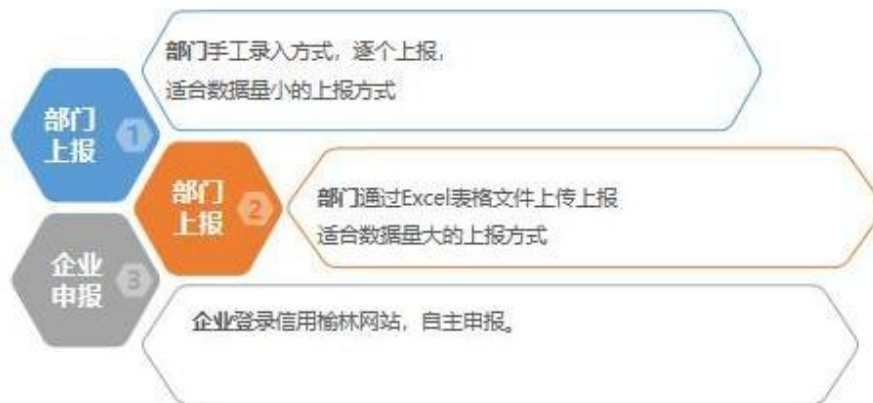 部门
上报
1
部门手工录入方式，逐个上报，
适合数据量小的上报方式
部门
上报
2
部门通过Excel表格文件上传上报
适合数据量大的上报方式
企业
申报
3
企业登录信用榆林网站，自主申报。